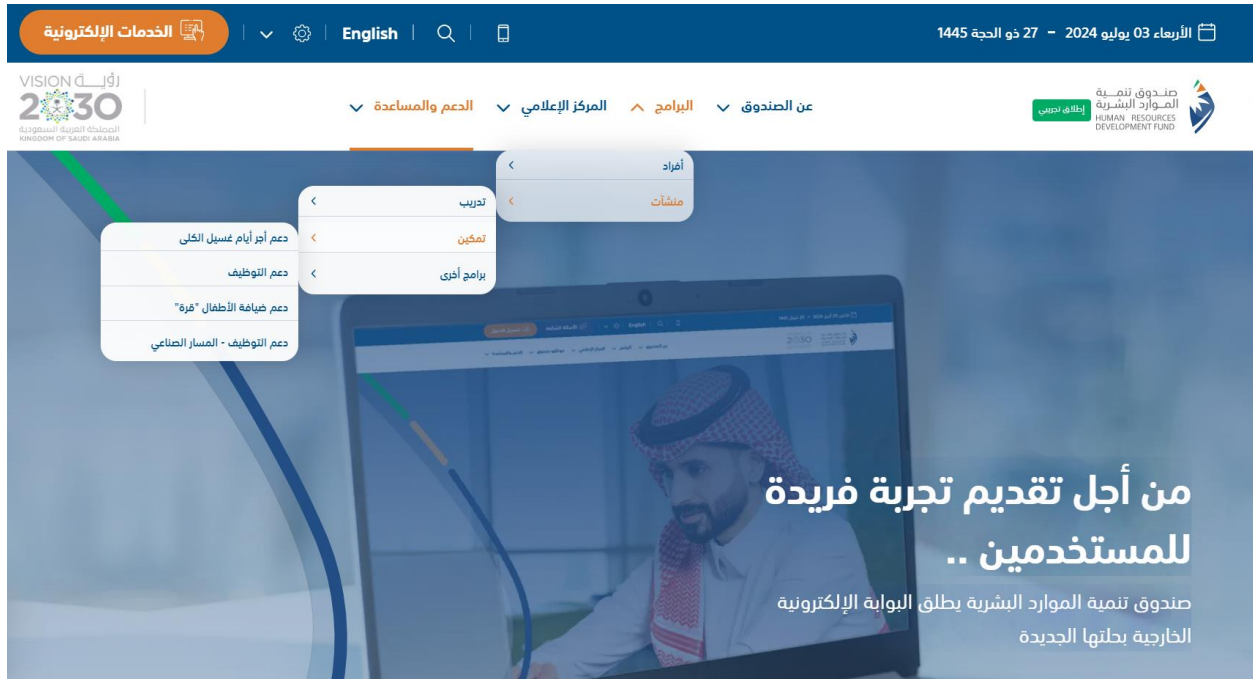 الأربعاء 03 يوليو 2024 - 27 ذو الحجة 1445
English
الخدمات الإلكترونية
صندوق تنمية
الموارد البشرية
HUMAN RESOURCES
DEVELOPMENT FUND
إطلاق تجريبي
عن الصندوق
البرامج
المركز الإعلامي
الدعم والمساعدة
VISION رؤيــة
2030
المملكة العربية السعودية
KINGDOM OF SAUDI ARABIA
أفراد
منشآت
تدريب
تمكين
برامج أخرى
دعم أجر أيام غسيل الكلى
دعم التوظيف
دعم ضيافة الأطفال "قرة"
دعم التوظيف - المسار الصناعي
English
2030
من أجل تقديم تجربة فريدة
للمستخدمين ..
صندوق تنمية الموارد البشرية يطلق البوابة الإلكترونية
الخارجية بحلتها الجديدة